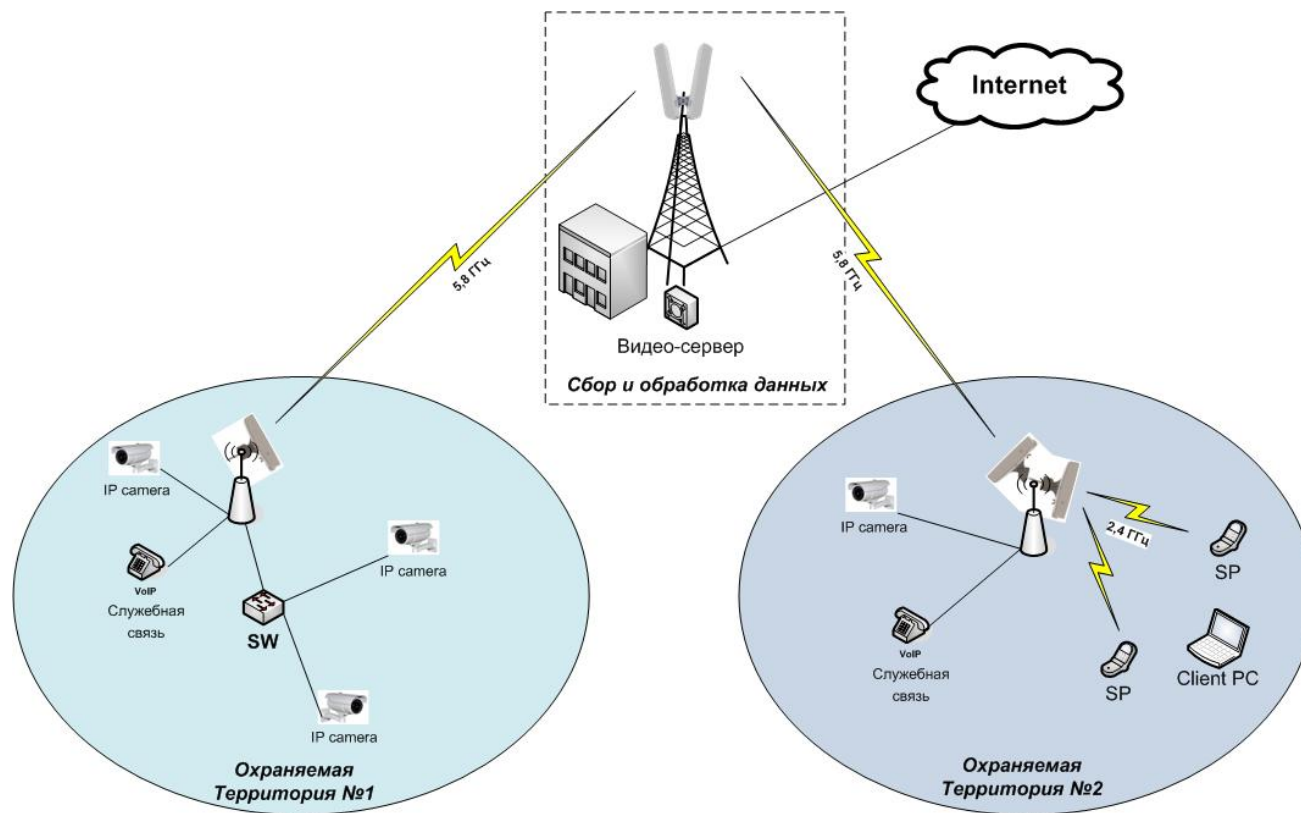 Internet
5,8 ГГц
5,8 ГГц
Видео-сервер
Сбор и обработка данных
IP camera
IP camera
VoIP
Служебная
связь
SW
IP camera
Охраняемая
Территория №1
IP camera
2,4 ГГц
SP
VoIP
Служебная
связь
SP
Client PC
Охраняемая
Территория №2